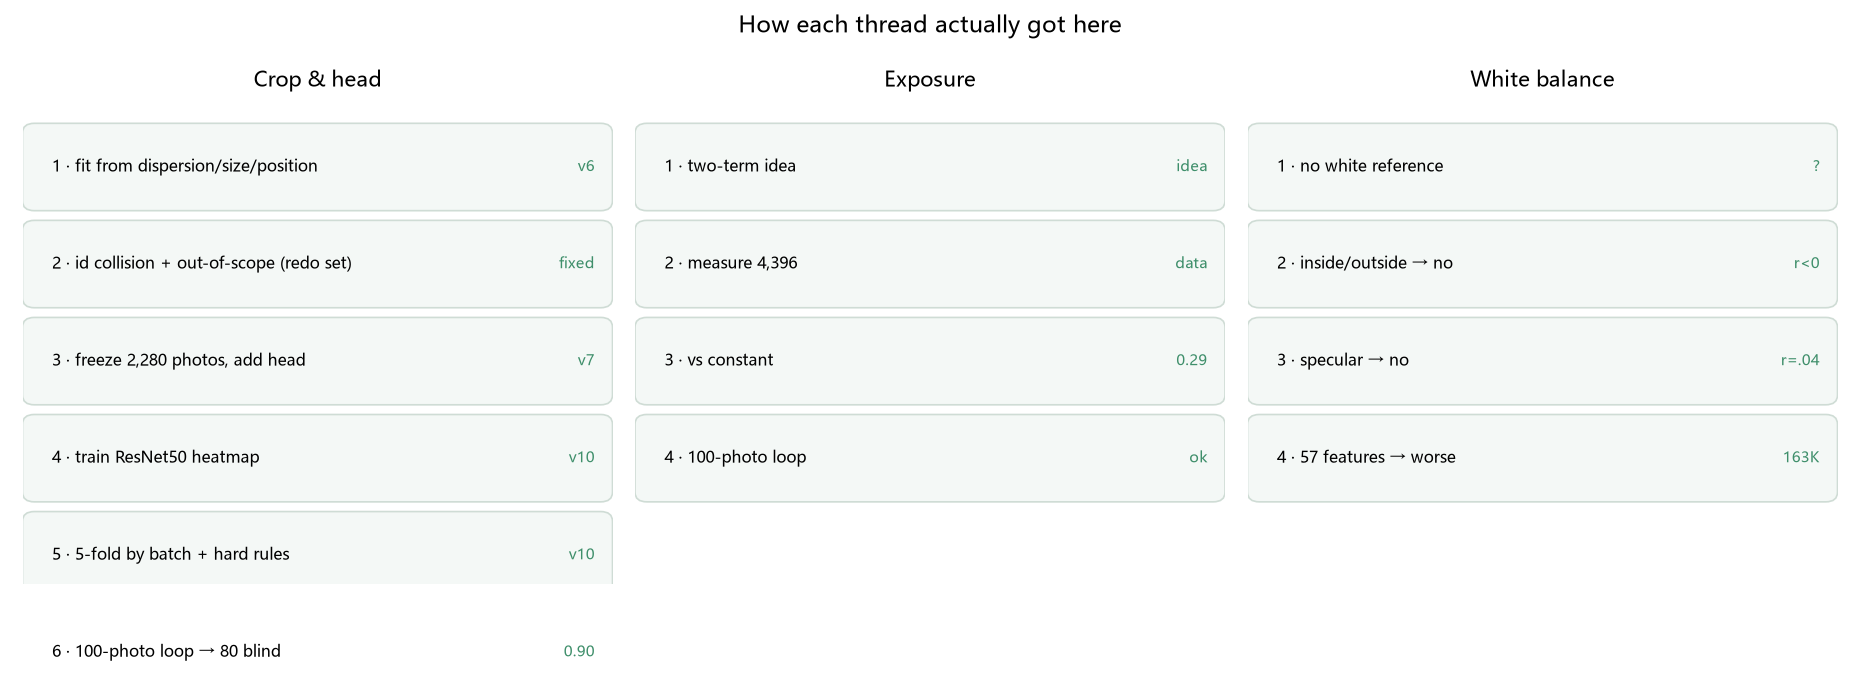 How each thread actually got here
Crop & head
1 · fit from dispersion/size/position v6
2 · id collision + out-of-scope (redo set) fixed
3 · freeze 2,280 photos, add head v7
4 · train ResNet50 heatmap v10
5 · 5-fold by batch + hard rules v10
6 · 100-photo loop → 80 blind 0.90
Exposure
1 · two-term idea idea
2 · measure 4,396 data
3 · vs constant 0.29
4 · 100-photo loop ok
White balance
1 · no white reference ?
2 · inside/outside → no r<0
3 · specular → no r=.04
4 · 57 features → worse 163K